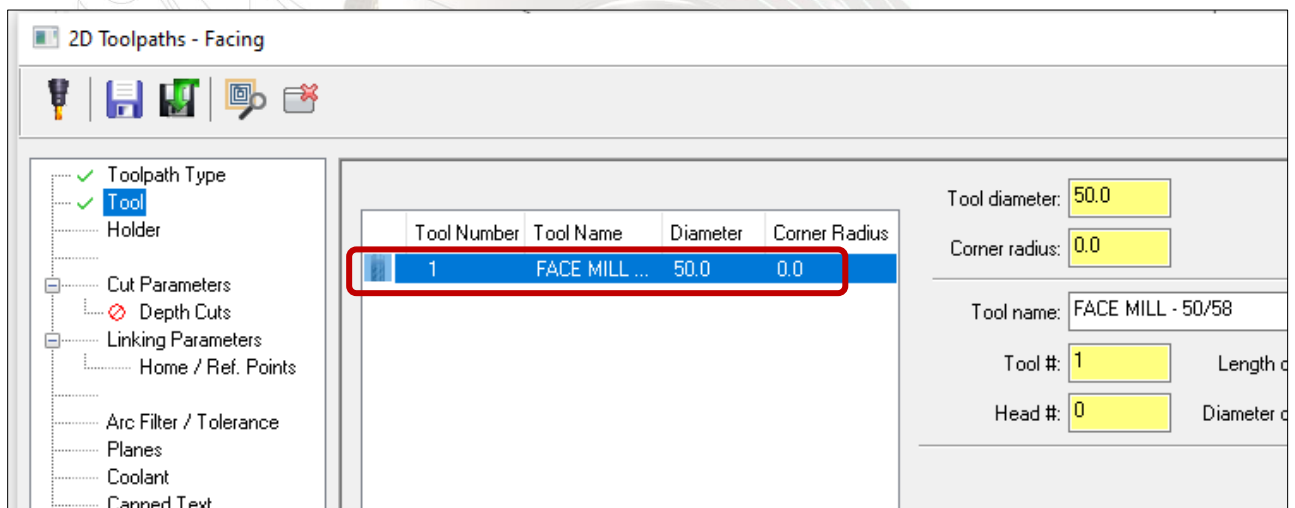 2D Toolpaths - Facing
Toolpath Type
Tool
Holder
Cut Parameters
Depth Cuts
Linking Parameters
Home / Ref. Points
Arc Filter / Tolerance
Planes
Coolant
Canned Text
Tool Number Tool Name Diameter Corner Radius
1 FACE MILL ... 50.0 0.0
Tool diameter: 50.0
Corner radius: 0.0
Tool name: FACE MILL - 50/58
Tool #: 1 Length
Head #: 0 Diameter